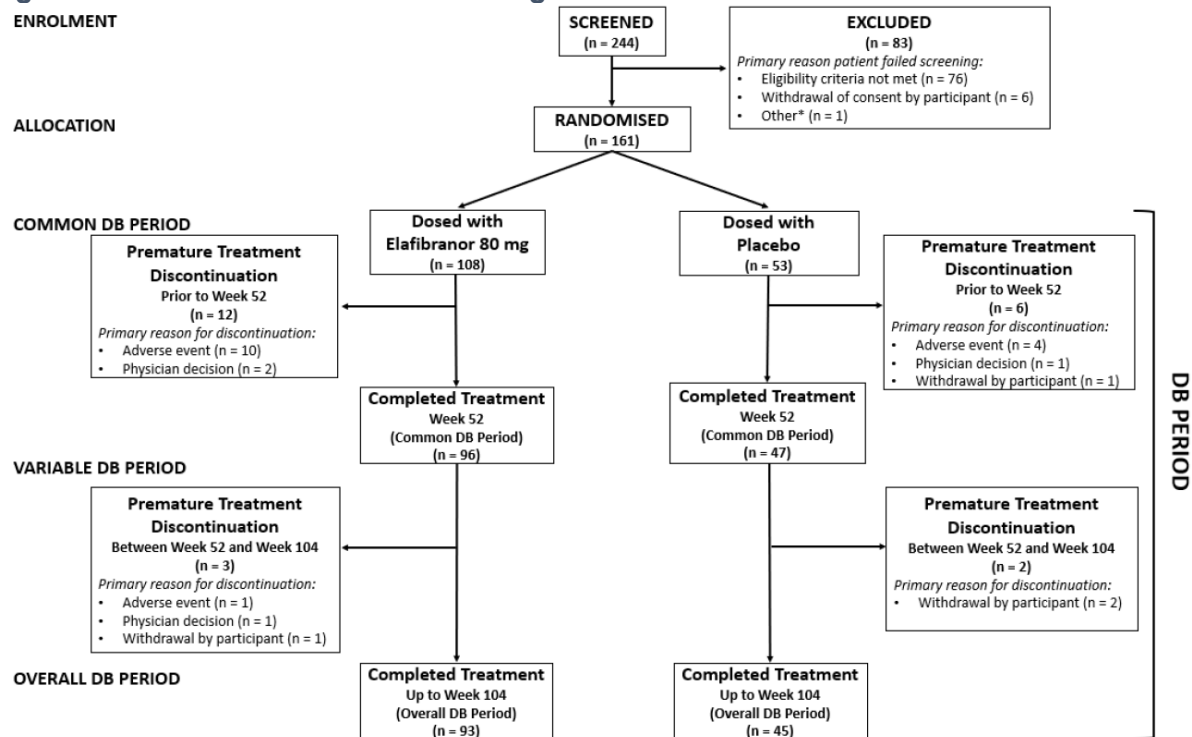 ENROLMENT
SCREENED
(n = 244)
EXCLUDED
(n = 83)
Primary reason patient failed screening:
• Eligibility criteria not met (n = 76)
• Withdrawal of consent by participant (n = 6)
• Other* (n = 1)
ALLOCATION
RANDOMISED
(n = 161)
COMMON DB PERIOD
Dosed with
Elafibranor 80 mg
(n = 108)
Dosed with
Placebo
(n = 53)
Premature Treatment
Discontinuation
Prior to Week 52
(n = 12)
Primary reason for discontinuation:
• Adverse event (n = 10)
• Physician decision (n = 2)
Premature Treatment
Discontinuation
Prior to Week 52
(n = 6)
Primary reason for discontinuation:
• Adverse event (n = 4)
• Physician decision (n = 1)
• Withdrawal by participant (n = 1)
Completed Treatment
Week 52
(Common DB Period)
(n = 96)
Completed Treatment
Week 52
(Common DB Period)
(n = 47)
DB PERIOD
VARIABLE DB PERIOD
Premature Treatment
Discontinuation
Between Week 52 and Week 104
(n = 3)
Primary reason for discontinuation:
• Adverse event (n = 1)
• Physician decision (n = 1)
• Withdrawal by participant (n = 1)
Premature Treatment
Discontinuation
Between Week 52 and Week 104
(n = 2)
Primary reason for discontinuation:
• Withdrawal by participant (n = 2)
OVERALL DB PERIOD
Completed Treatment
Up to Week 104
(Overall DB Period)
(n = 93)
Completed Treatment
Up to Week 104
(Overall DB Period)
(n = 45)